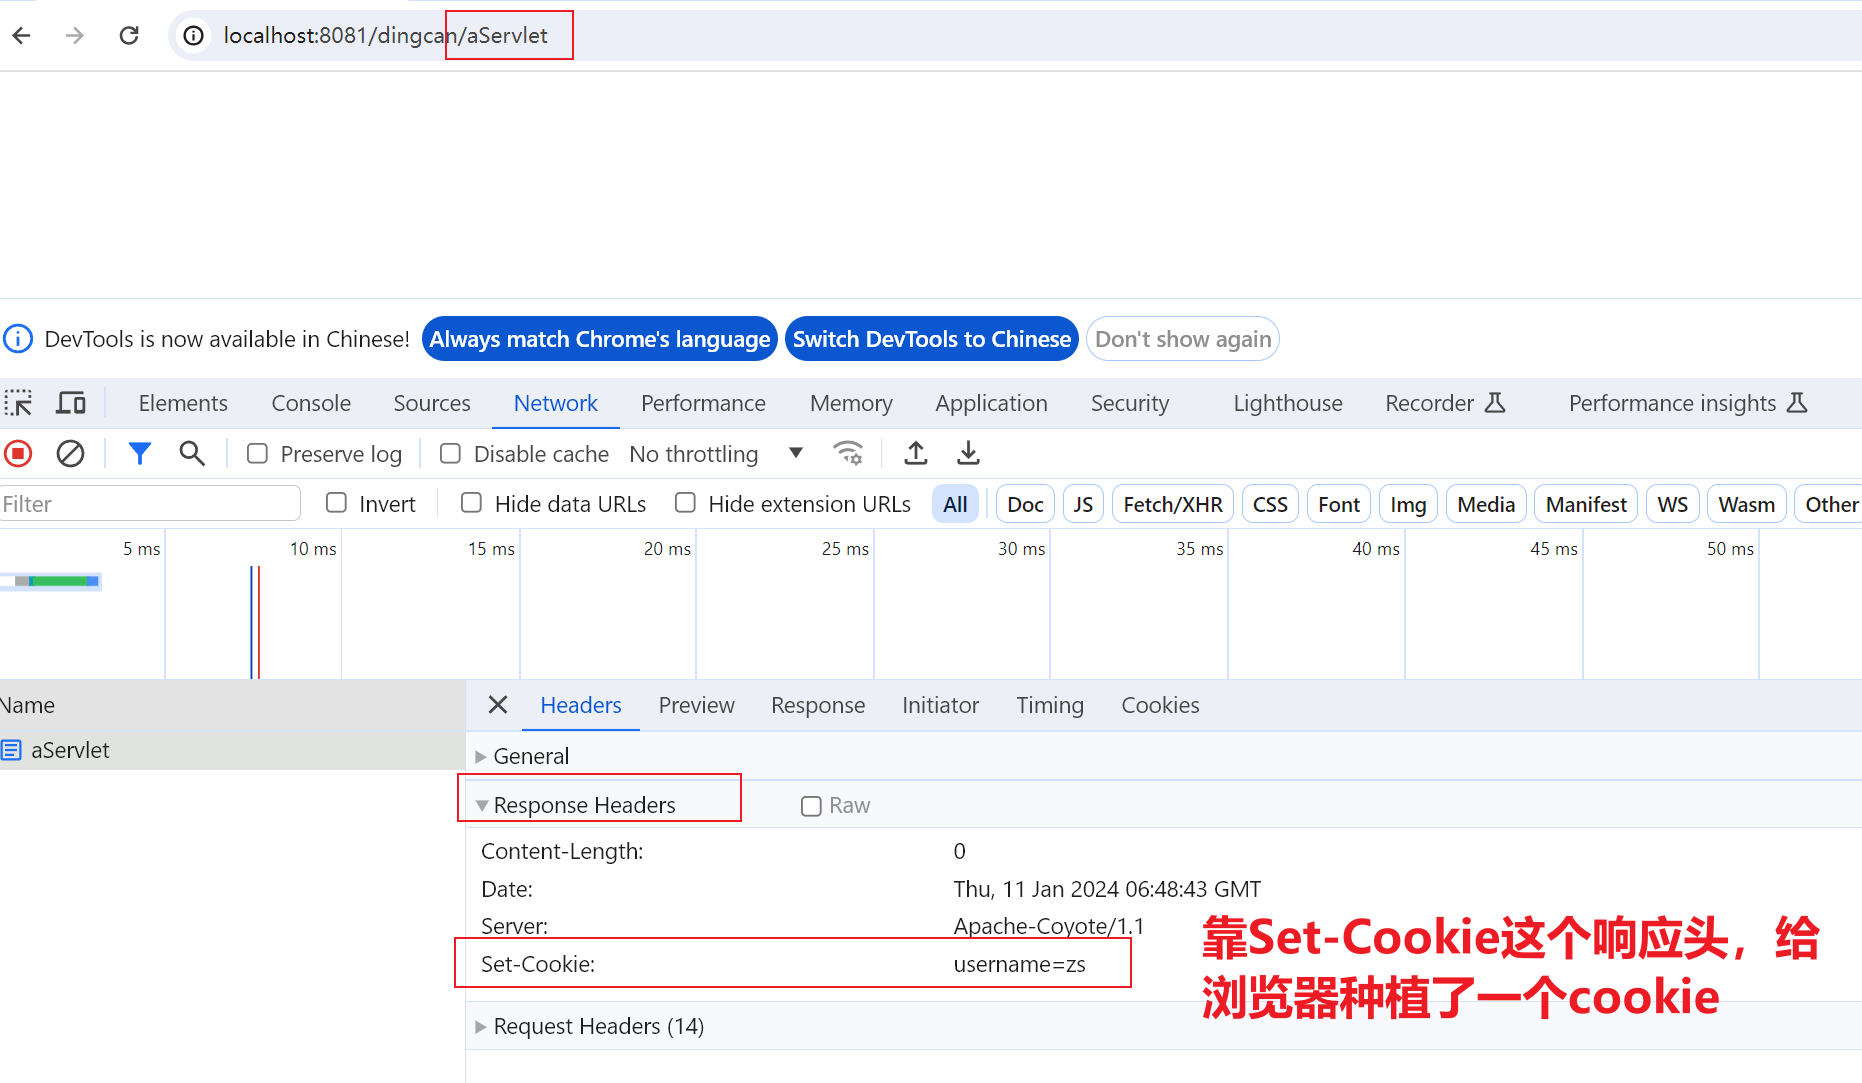 localhost:8081/dingcan/aServlet
DevTools is now available in Chinese! Always match Chrome's language Switch DevTools to Chinese Don't show again
Elements Console Sources Network Performance Memory Application Security Lighthouse Recorder Performance insights
Preserve log Disable cache No throttling
Filter Invert Hide data URLs Hide extension URLs All Doc JS Fetch/XHR CSS Font Img Media Manifest WS Wasm Other
5 ms 10 ms 15 ms 20 ms 25 ms 30 ms 35 ms 40 ms 45 ms 50 ms
Name Headers Preview Response Initiator Timing Cookies
aServlet
General
Response Headers Raw
Content-Length: 0
Date: Thu, 11 Jan 2024 06:48:43 GMT
Server: Apache-Coyote/1.1
Set-Cookie: username=zs
靠Set-Cookie这个响应头，给
浏览器种植了一个cookie
Request Headers (14)